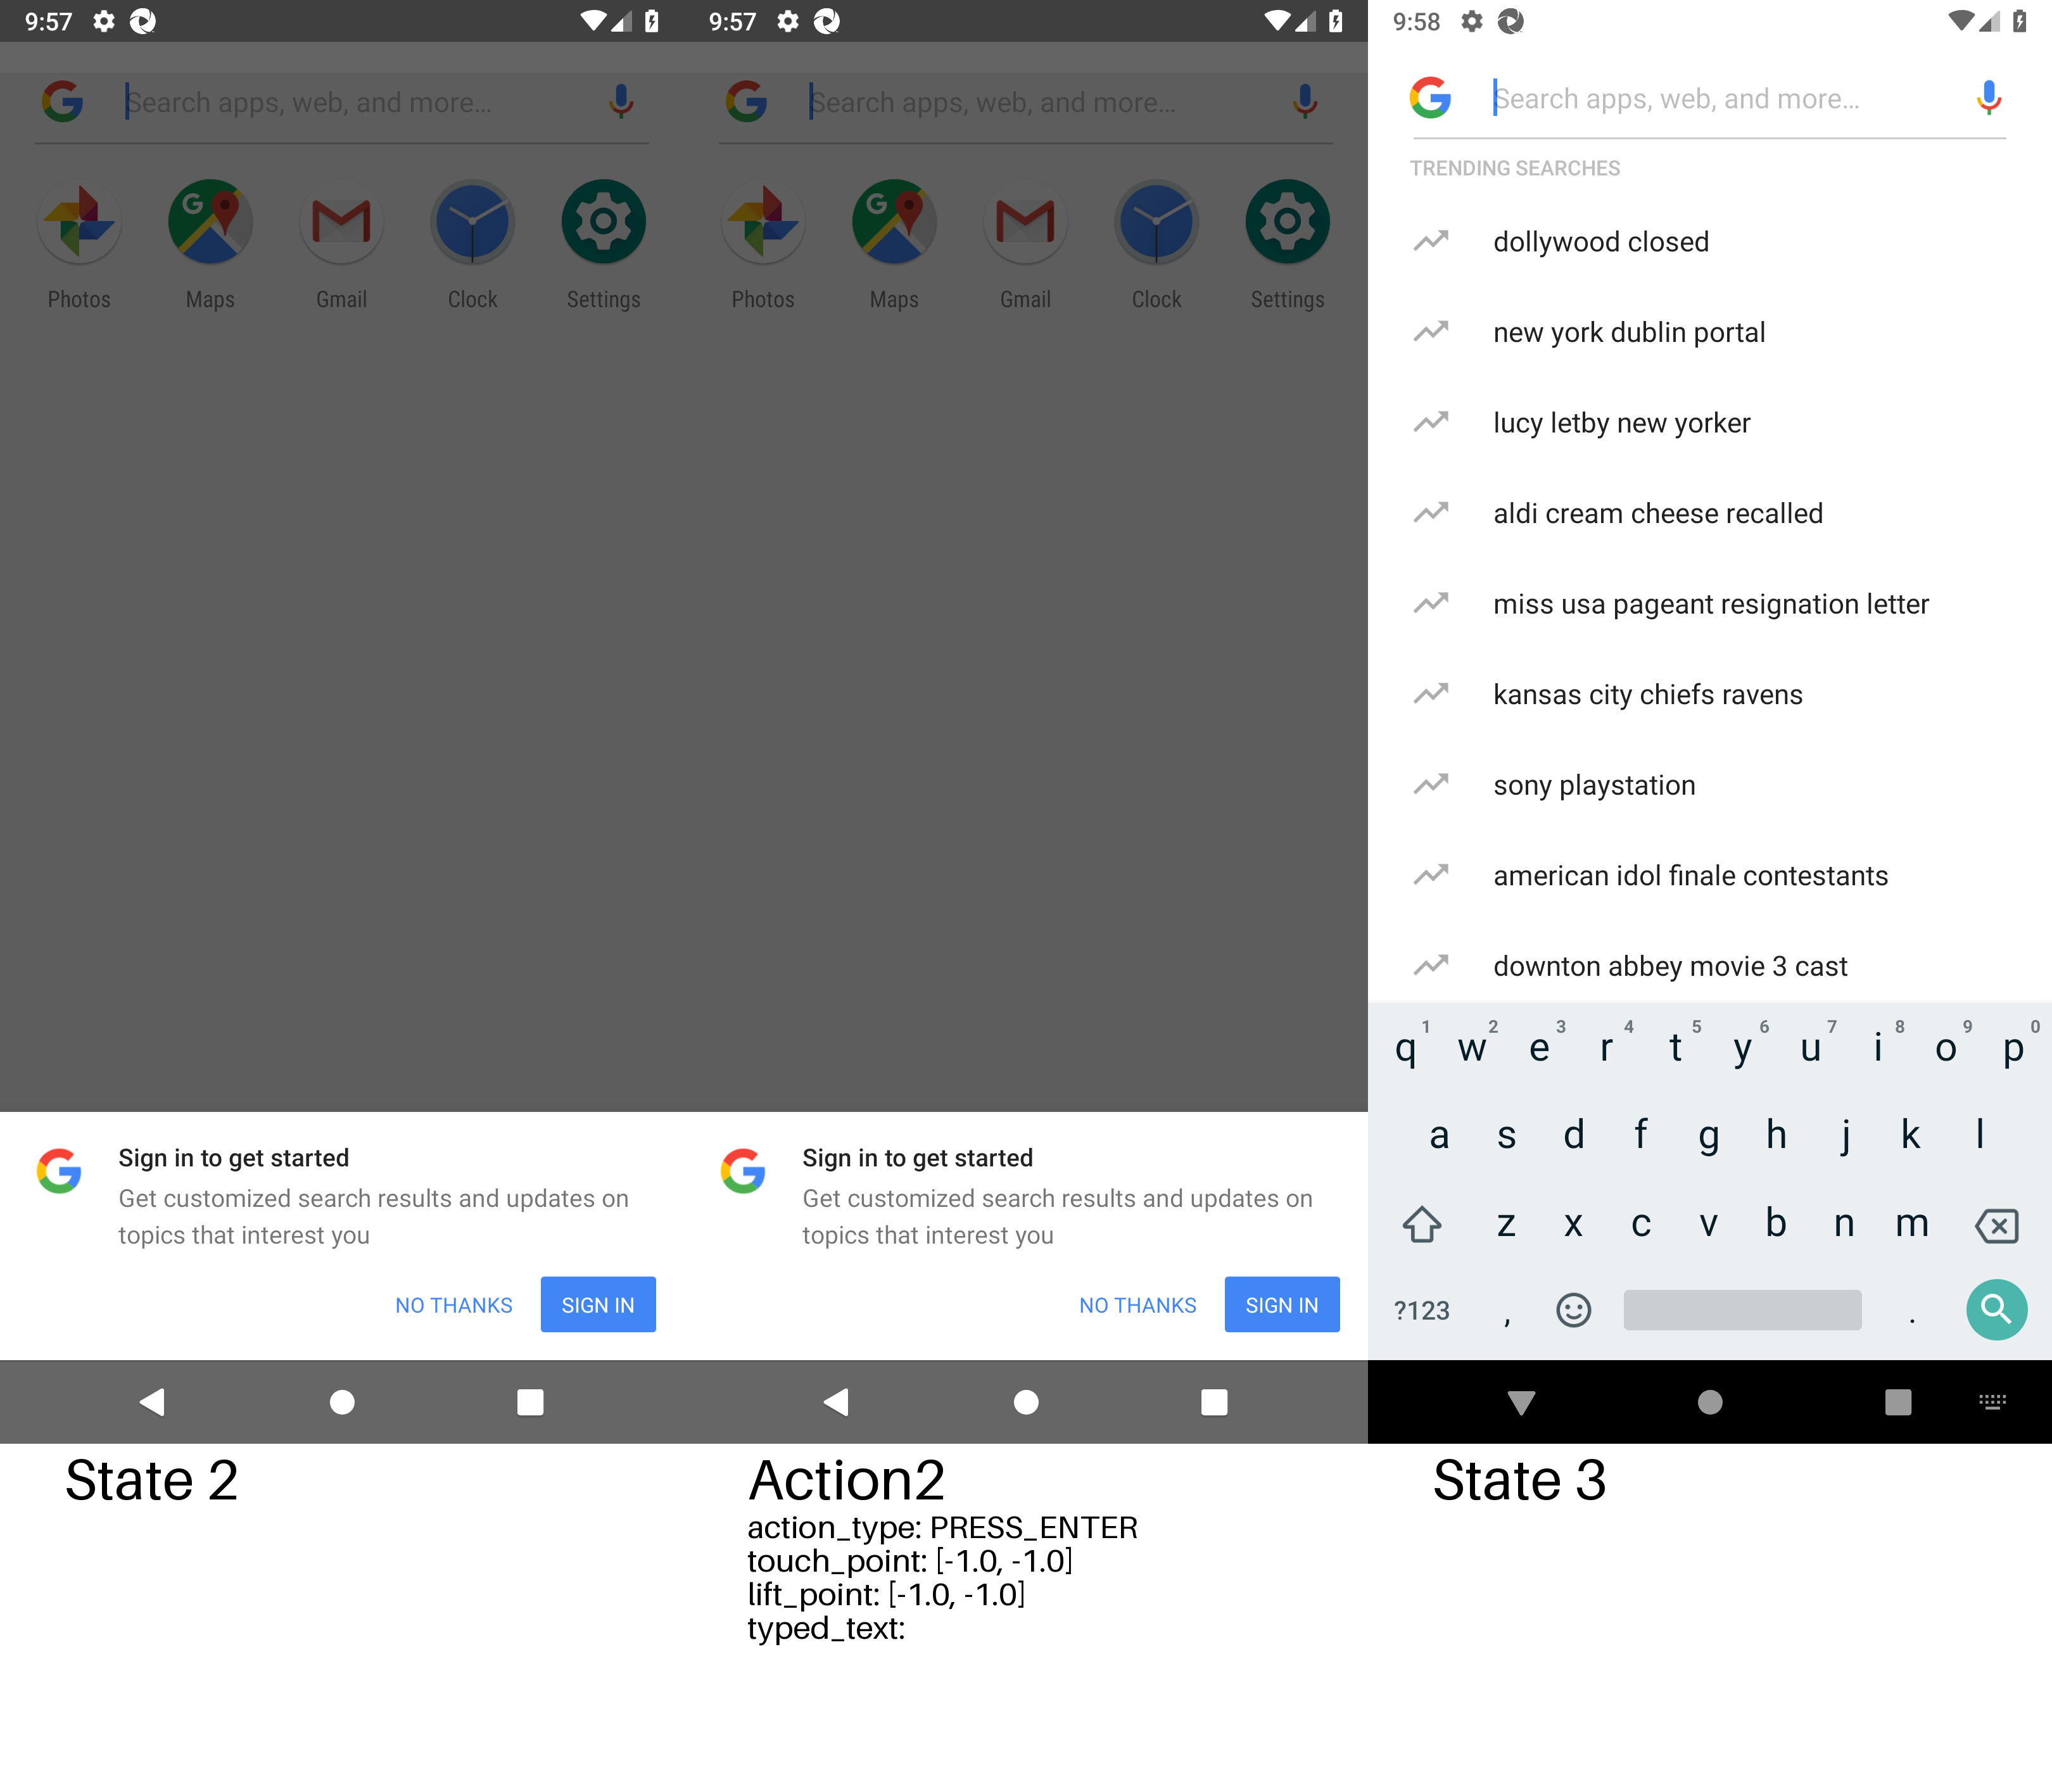 9:57
Search apps, web, and more...
Photos Maps Gmail Clock Settings
Sign in to get started
Get customized search results and updates on
topics that interest you
NO THANKS SIGN IN
State 2
9:57
Search apps, web, and more...
Photos Maps Gmail Clock Settings
Sign in to get started
Get customized search results and updates on
topics that interest you
NO THANKS SIGN IN
Action2
action_type: PRESS_ENTER
touch_point: [-1.0, -1.0]
lift_point: [-1.0, -1.0]
typed_text:
9:58
Search apps, web, and more...
TRENDING SEARCHES
dollywood closed
new york dublin portal
lucy letby new yorker
aldi cream cheese recalled
miss usa pageant resignation letter
kansas city chiefs ravens
sony playstation
american idol finale contestants
downton abbey movie 3 cast
1 2 3 4 5 6 7 8 9 0
q w e r t y u i o p
a s d f g h j k l
z x c v b n m
?123 , .
State 3